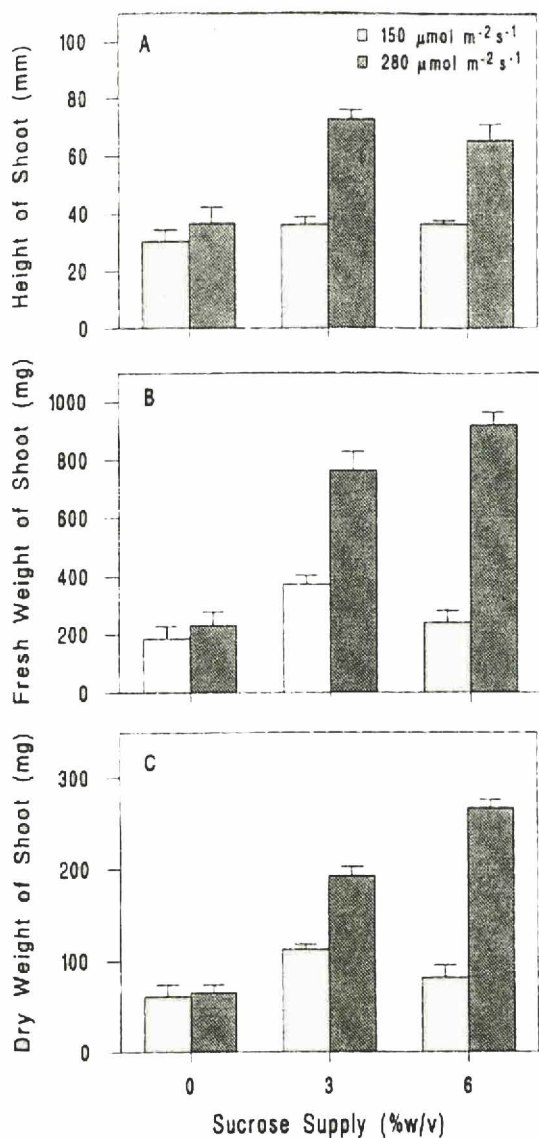 A
150 μmol m⁻² s⁻¹
280 μmol m⁻² s⁻¹
Height of Shoot (mm)
100
80
60
40
20
0
B
Fresh Weight of Shoot (mg)
1000
800
600
400
200
0
C
Dry Weight of Shoot (mg)
300
200
100
0
0 3 6
Sucrose Supply (%w/v)